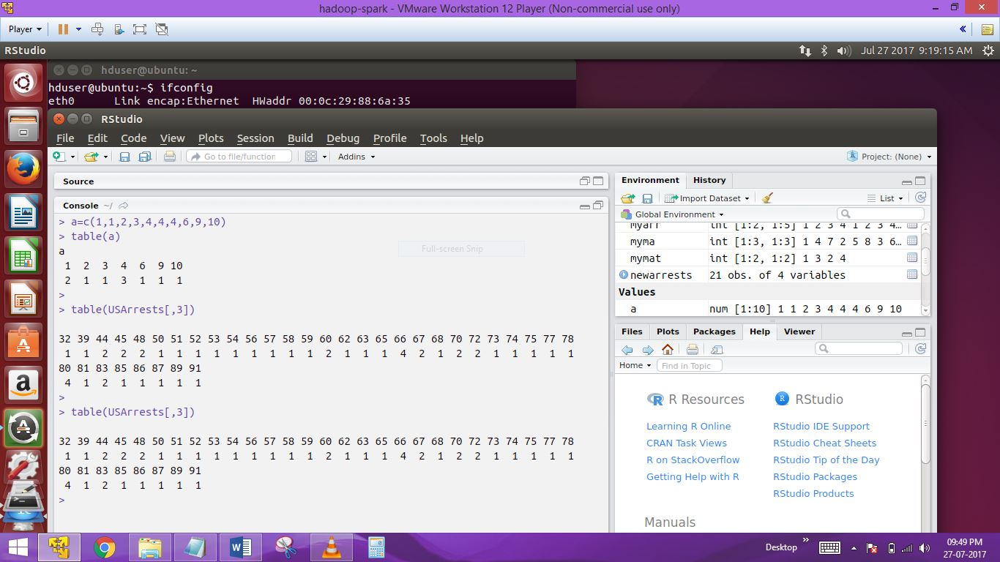 hadoop-spark - VMware Workstation 12 Player (Non-commercial use only)
Player
RStudio
Jul 27 2017 9:19:15 AM
hduser@ubuntu: ~
hduser@ubuntu:~$ ifconfig
eth0 Link encap:Ethernet HWaddr 00:0c:29:88:6a:35
RStudio
File Edit Code View Plots Session Build Debug Profile Tools Help
Go to file/function
Addins
Project: (None)
Source
Console ~/
> a=c(1,1,2,3,4,4,4,6,9,10)
> table(a)
a
1 2 3 4 6 9 10
2 1 1 3 1 1 1
>
> table(USArrests[,3])
32 39 44 45 48 50 51 52 53 54 56 57 58 59 60 62 63 65 66 67 68 70 72 73 74 75 77 78
1 1 2 2 2 1 1 1 1 1 1 1 1 1 2 1 1 1 4 2 1 2 2 1 1 1 1 1
80 81 83 85 86 87 89 91
4 1 2 1 1 1 1 1
>
> table(USArrests[,3])
32 39 44 45 48 50 51 52 53 54 56 57 58 59 60 62 63 65 66 67 68 70 72 73 74 75 77 78
1 1 2 2 2 1 1 1 1 1 1 1 1 1 2 1 1 1 4 2 1 2 2 1 1 1 1 1
80 81 83 85 86 87 89 91
4 1 2 1 1 1 1 1
>
Full-screen Snip
Environment History
Import Dataset
List
Global Environment
myarr int [1:2, 1:5] 1 2 3 4 1 2 3 4…
myma int [1:3, 1:3] 1 4 7 2 5 8 3 6…
mymat int [1:2, 1:2] 1 3 2 4
newarrests 21 obs. of 4 variables
Values
a num [1:10] 1 1 2 3 4 4 4 6 9 10
Files Plots Packages Help Viewer
Home
Find in Topic
R Resources
Learning R Online
CRAN Task Views
R on StackOverflow
Getting Help with R
RStudio
RStudio IDE Support
RStudio Cheat Sheets
RStudio Tip of the Day
RStudio Packages
RStudio Products
Manuals
Desktop
09:49 PM
27-07-2017